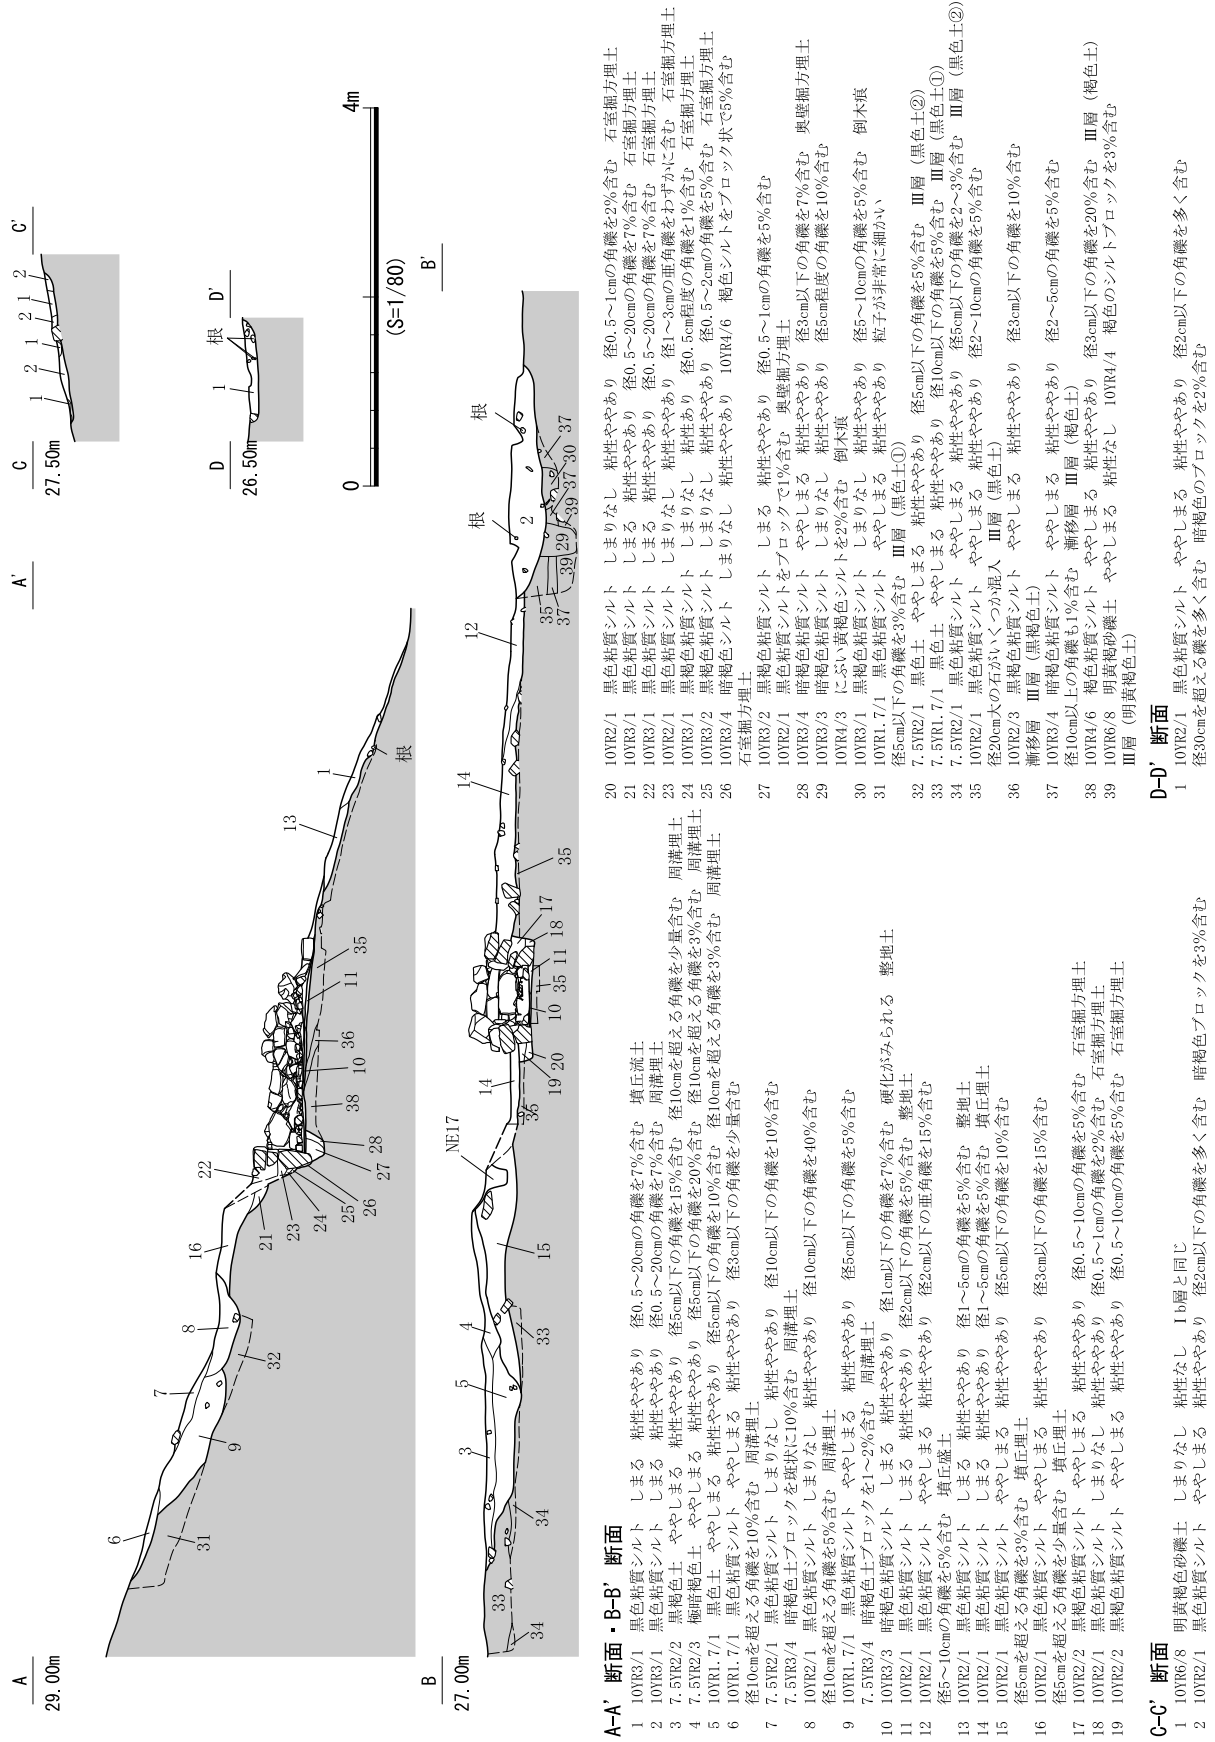 A
29.00m
A'
6
31
7
9
8
32
16
21
22
23
24
25
26
27
28
38
10
36
11
35
13
1
根
B
27.00m
B'
34
33
3
34
5
4
33
15
NE17
14
35
19
20
10
35
11
18
17
35
14
12
35
37
根
2
39
29
39
37
30
37
根
C
27.50m
C'
1
2
1
2
1
2
D
26.50m
D'
1
根
0
4m
(S=1/80)
A-A' 断面・B-B' 断面
1 10YR3/1 黒色粘質シルト しまる 粘性ややあり 径0.5~20cmの角礫を7%含む 墳丘流土
2 10YR3/1 黒色粘質シルト しまる 粘性ややあり 径0.5~20cmの角礫を7%含む 周溝埋土
3 7.5YR2/2 黒褐色土 ややしまる 粘性ややあり 径5cm以下の角礫を15%含む 径10cmを超える角礫を少量含む 周溝埋土
4 7.5YR2/3 極暗褐色土 ややしまる 粘性ややあり 径5cm以下の角礫を20%含む 径10cmを超える角礫を3%含む 周溝埋土
5 10YR1.7/1 黒色土 ややしまる 粘性ややあり 径5cm以下の角礫を10%含む 径10cmを超える角礫を3%含む 周溝埋土
6 10YR1.7/1 黒色粘質シルト ややしまる 粘性ややあり 径3cm以下の角礫を少量含む
径10cmを超える角礫を10%含む 周溝埋土
7 7.5YR2/1 黒色粘質シルト しまりなし 粘性ややあり 径10cm以下の角礫を10%含む
7.5YR3/4 暗褐色土ブロックを斑状に10%含む 周溝埋土
8 10YR2/1 黒色粘質シルト しまりなし 粘性ややあり 径10cm以下の角礫を40%含む
径10cmを超える角礫を5%含む 周溝埋土
9 10YR1.7/1 黒色粘質シルト ややしまる 粘性ややあり 径5cm以下の角礫を5%含む
7.5YR3/4 暗褐色土ブロックを1~2%含む 周溝埋土
10 10YR3/3 暗褐色粘質シルト しまる 粘性ややあり 径1cm以下の角礫を7%含む 硬化がみられる 整地土
11 10YR2/1 黒色粘質シルト しまる 粘性ややあり 径2cm以下の角礫を5%含む 整地土
12 10YR2/1 黒色粘質シルト ややしまる 粘性ややあり 径2cm以下の亜角礫を15%含む
径5~10cmの角礫を5%含む 墳丘盛土
13 10YR2/1 黒色粘質シルト しまる 粘性ややあり 径1~5cmの角礫を5%含む 整地土
14 10YR2/1 黒色粘質シルト しまる 粘性ややあり 径1~5cmの角礫を5%含む 墳丘埋土
15 10YR2/1 黒色粘質シルト ややしまる 粘性ややあり 径5cm以下の角礫を10%含む
径5cmを超える角礫を3%含む 墳丘埋土
16 10YR2/1 黒色粘質シルト ややしまる 粘性ややあり 径3cm以下の角礫を15%含む
径5cmを超える角礫を少量含む 墳丘埋土
17 10YR2/2 黒褐色粘質シルト ややしまる 粘性ややあり 径0.5~10cmの角礫を5%含む 石室掘方埋土
18 10YR2/1 黒色粘質シルト しまりなし 粘性ややあり 径0.5~1cmの角礫を2%含む 石室掘方埋土
19 10YR2/2 黒褐色粘質シルト ややしまる 粘性ややあり 径0.5~10cmの角礫を5%含む 石室掘方埋土
20 10YR2/1 黒褐色粘質シルト しまりなし 粘性ややあり 径0.5~1cmの角礫を2%含む 石室掘方埋土
21 10YR3/1 黒色粘質シルト しまる 粘性ややあり 径0.5~20cmの角礫を7%含む 石室掘方埋土
22 10YR3/1 黒色粘質シルト しまる 粘性ややあり 径0.5~20cmの角礫を7%含む 石室掘方埋土
23 10YR2/1 黒色粘質シルト しまりなし 粘性ややあり 径1~3cmの亜角礫をわずかに含む 石室掘方埋土
24 10YR3/1 黒褐色粘質シルト しまりなし 粘性あり 径0.5cm程度の角礫を1%含む 石室掘方埋土
25 10YR3/2 黒褐色粘質シルト しまりなし 粘性ややあり 径0.5~2cmの角礫を5%含む 石室掘方埋土
26 10YR3/4 暗褐色シルト しまりなし 粘性ややあり 10YR4/6 褐色シルトをブロック状で5%含む
石室掘方埋土
27 10YR3/2 黒褐色粘質シルト しまる 粘性ややあり 径0.5~1cmの角礫を5%含む
10YR2/1 黒色粘質シルトをブロックで1%含む 奥壁掘方埋土
28 10YR3/4 暗褐色粘質シルト ややしまる 粘性ややあり 径3cm以下の角礫を7%含む 奥壁掘方埋土
29 10YR3/3 暗褐色粘質シルト しまりなし 粘性ややあり 径5cm程度の角礫を10%含む
10YR4/3 にぶい黄褐色シルトを2%含む 倒木痕
30 10YR3/1 黒褐色粘質シルト しまりなし 粘性ややあり 径5~10cmの角礫を5%含む 倒木痕
31 10YR1.7/1 黒色粘質シルト ややしまる 粘性ややあり 粒子が非常に細かい
径5cm以下の角礫を3%含む Ⅲ層(黒色土①)
32 7.5YR2/1 黒色土 ややしまる 粘性ややあり 径5cm以下の角礫を5%含む Ⅲ層(黒色土②)
33 7.5YR1.7/1 黒色土 ややしまる 粘性ややあり 径10cm以下の角礫を5%含む Ⅲ層(黒色土①)
34 7.5YR2/1 黒色粘質シルト ややしまる 粘性ややあり 径3cm以下の角礫を2~3%含む Ⅲ層(黒色土②)
35 10YR2/1 黒色粘質シルト ややしまる 粘性ややあり 径2~10cmの角礫を5%含む
径20cm大の石がいくつか混入 Ⅲ層(黒色土)
36 10YR2/3 黒褐色粘質シルト ややしまる 粘性ややあり 径3cm以下の角礫を10%含む
漸移層 Ⅲ層(黒褐色土)
37 10YR3/4 暗褐色粘質シルト ややしまる 粘性ややあり 径2~5cmの角礫を5%含む
径10cm以上の角礫も1%含む 漸移層 Ⅲ層(褐色土)
38 10YR4/6 褐色粘質シルト ややしまる 粘性ややあり 径3cm以下の角礫を20%含む Ⅲ層(褐色土)
39 10YR6/8 明黄褐砂礫土 ややしまる 粘性なし 10YR4/4 褐色のシルトブロックを3%含む
Ⅲ層(明黄褐色土)
C-C' 断面
1 10YR6/8 明黄褐色砂礫土 しまりなし 粘性なし Ⅰb層と同じ
2 10YR2/1 黒色粘質シルト ややしまる 粘性ややあり 径2cm以下の角礫を多く含む 暗褐色ブロックを3%含む
D-D' 断面
1 10YR2/1 黒色粘質シルト ややしまる 粘性ややあり 径2cm以下の角礫を多く含む
径30cmを超える礫を多く含む 暗褐色のブロックを2%含む